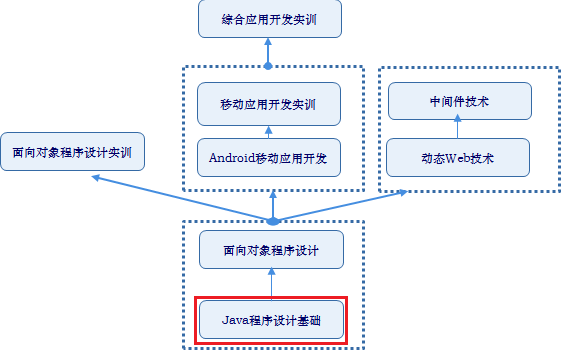 综合应用开发实训
移动应用开发实训
中间件技术
面向对象程序设计实训
Android移动应用开发
动态Web技术
面向对象程序设计
Java程序设计基础